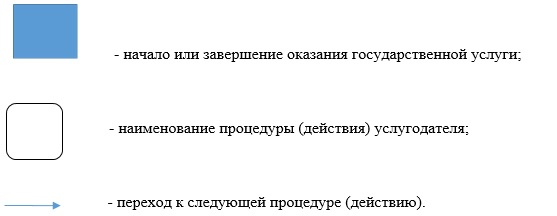 - начало или завершение оказания государственной услуги;
- наименование процедуры (действия) услугодателя;
- переход к следующей процедуре (действию).